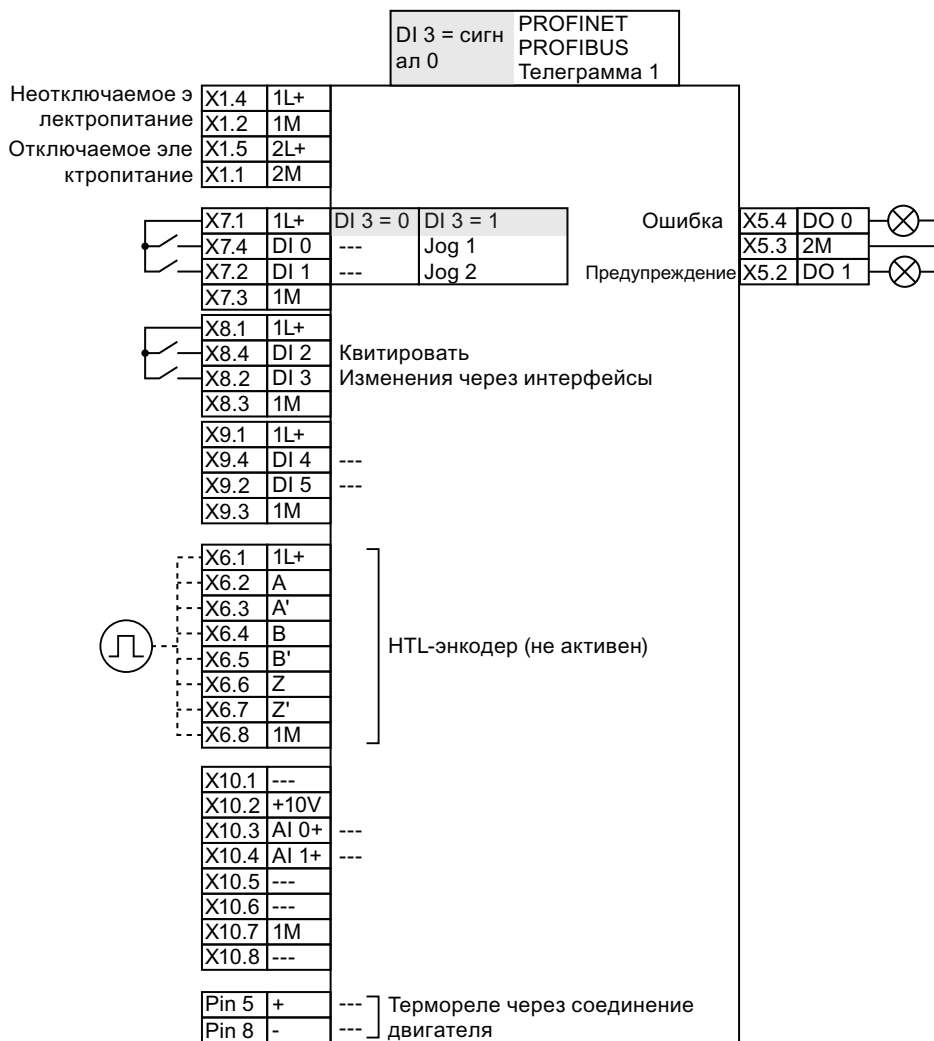 DI 3 = сигн
ал 0
PROFINET
PROFIBUS
Телеграмма 1
Неотключаемое э
лектропитание
X1.4 1L+
X1.2 1M
Отключаемое эле
ктропитание
X1.5 2L+
X1.1 2M
X7.1 1L+ DI 3 = 0 DI 3 = 1
X7.4 DI 0 --- Jog 1
X7.2 DI 1 --- Jog 2
X7.3 1M
Ошибка X5.4 DO 0
X5.3 2M
Предупреждение X5.2 DO 1
X8.1 1L+
X8.4 DI 2 Квитировать
X8.2 DI 3 Изменения через интерфейсы
X8.3 1M
X9.1 1L+
X9.4 DI 4 ---
X9.2 DI 5 ---
X9.3 1M
X6.1 1L+
X6.2 A
X6.3 A'
X6.4 B
X6.5 B'
X6.6 Z
X6.7 Z'
X6.8 1M
HTL-энкодер (не активен)
X10.1 ---
X10.2 +10V
X10.3 AI 0+ ---
X10.4 AI 1+ ---
X10.5 ---
X10.6 ---
X10.7 1M
X10.8 ---
Pin 5 + ---
Pin 8 - ---
Термореле через соединение
двигателя